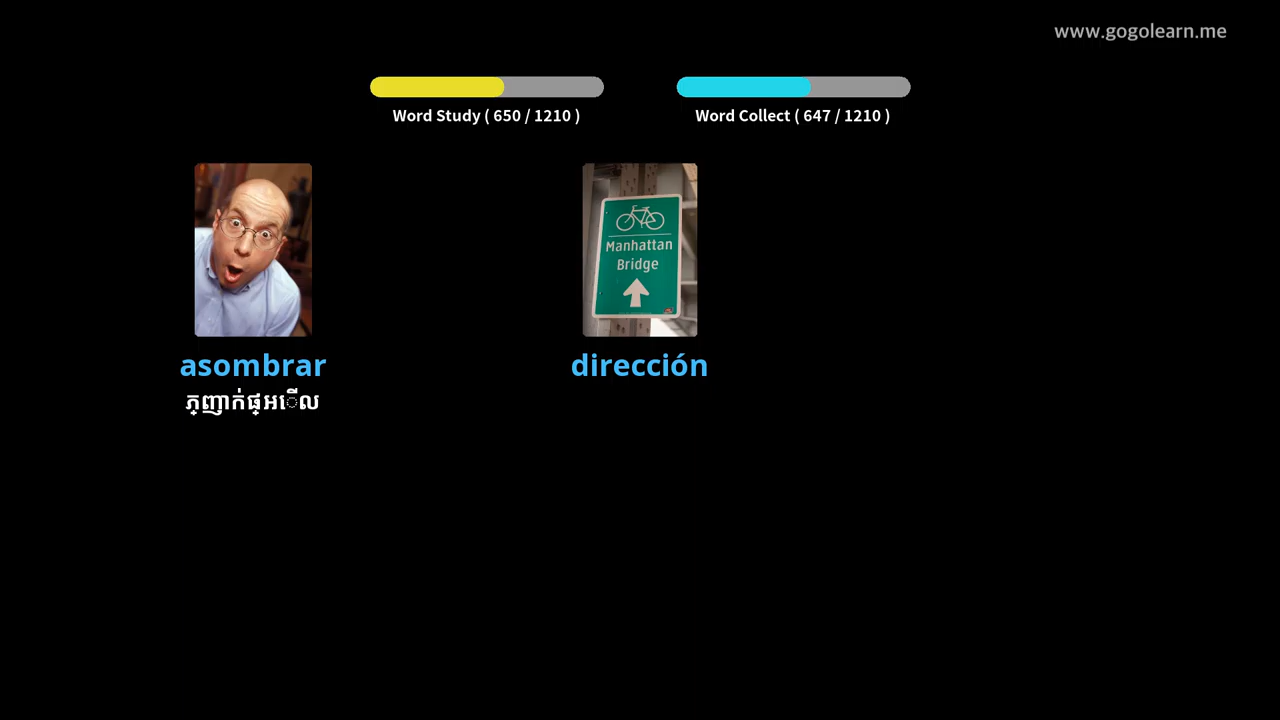 www.gogolearn.me
Word Study ( 650 / 1210 )
Word Collect ( 647 / 1210 )
Manhattan
Bridge
asombrar
dirección
ភ្ញាក់ផ្អើល